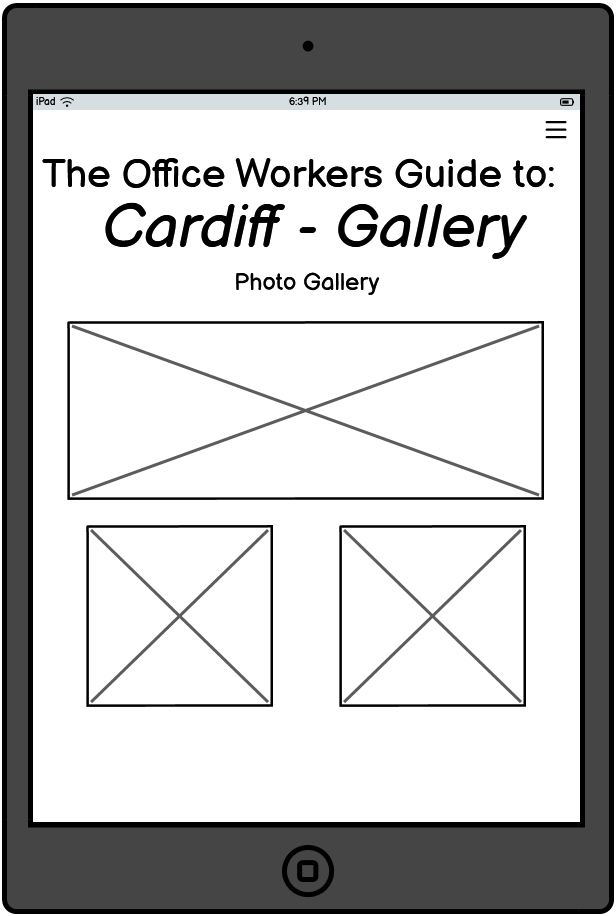 iPad
6:39 PM
The Office Workers Guide to:
Cardiff - Gallery
Photo Gallery